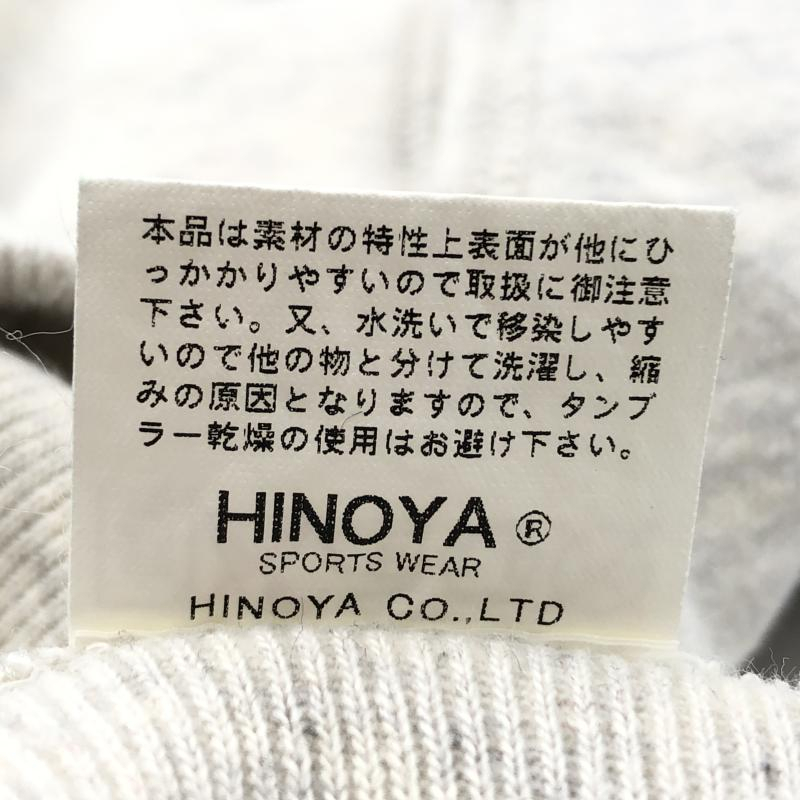 本品は素材の特性上表面が他にひ
っかかりやすいので取扱に御注意
下さい。又、水洗いで移染しやす
いので他の物と分けて洗濯し、縮
みの原因となりますので、タンブ
ラー乾燥の使用はお避け下さい。
HINOYA ®
SPORTS WEAR
HINOYA CO.,LTD